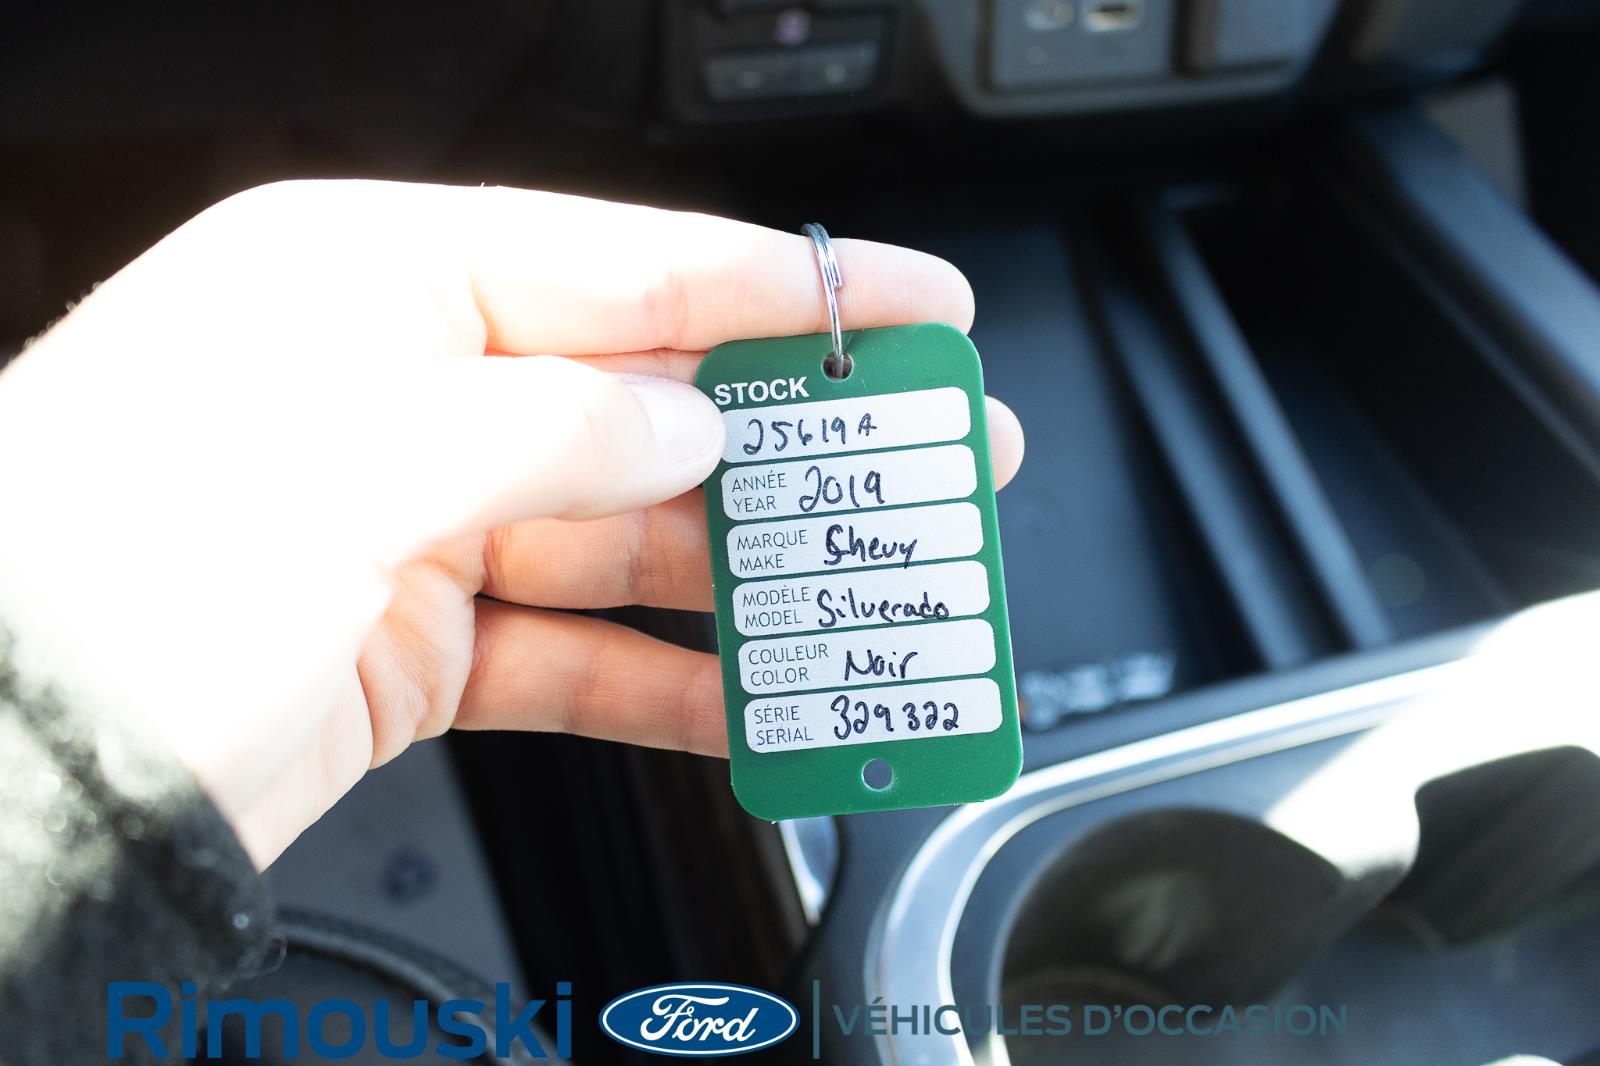 STOCK
25619A
ANNÉE
YEAR 2019
MARQUE
MAKE Chevy
MODÈLE
MODEL Silverado
COULEUR
COLOR Noir
SÉRIE
SERIAL 329322
Rimouski Ford VÉHICULES D'OCCASION